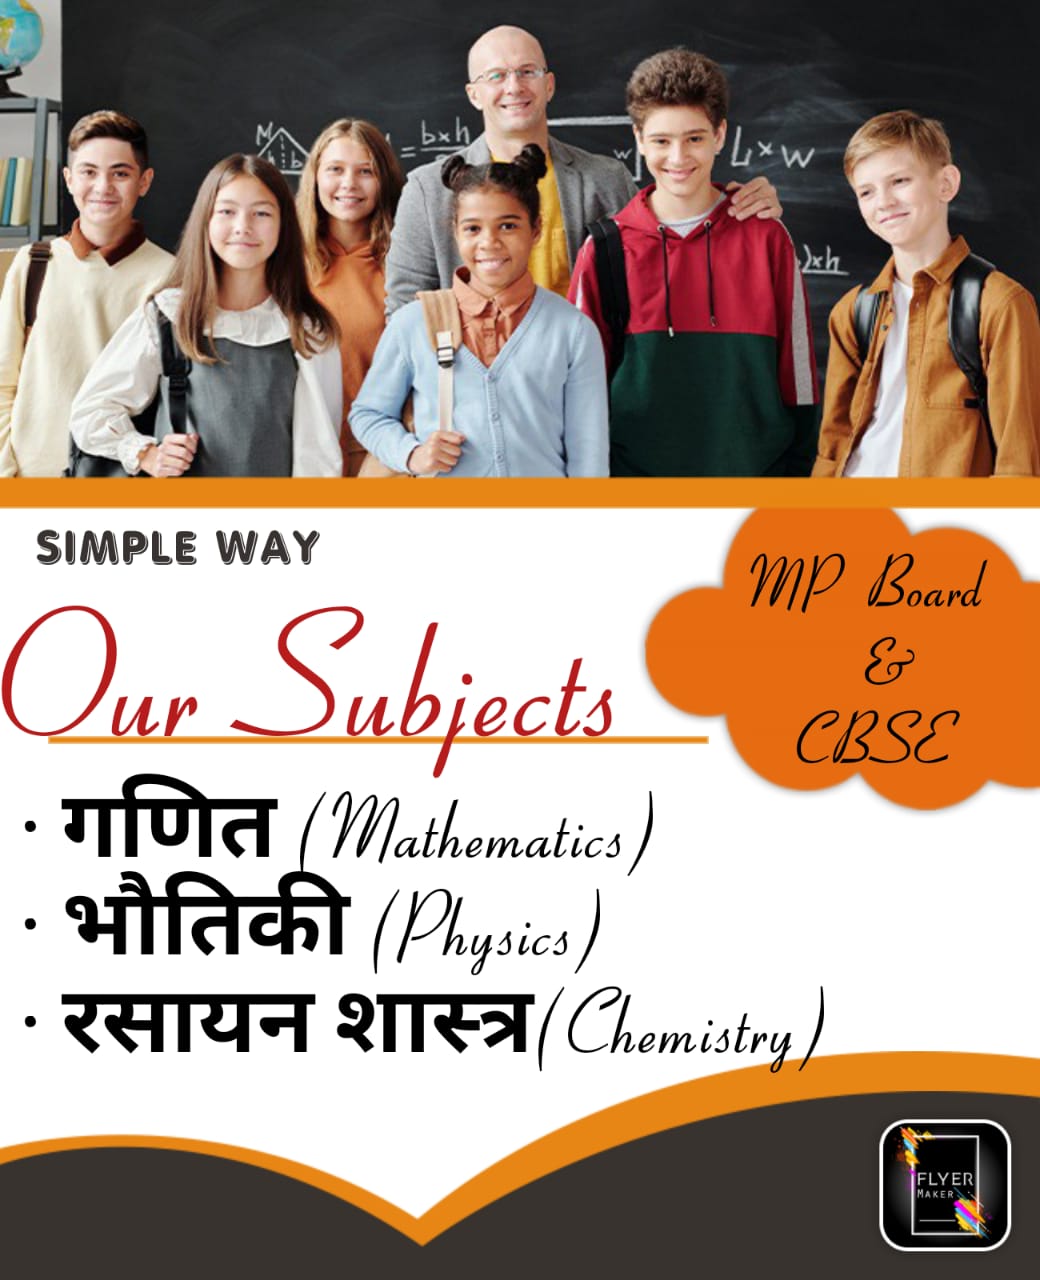 M
h
b
= b×h
w
L×w
)×h
SIMPLE WAY
MP Board
&
CBSE
Our Subjects
· गणित (Mathematics)
· भौतिकी (Physics)
· रसायन शास्त्र(Chemistry)
FLYER
MAKER